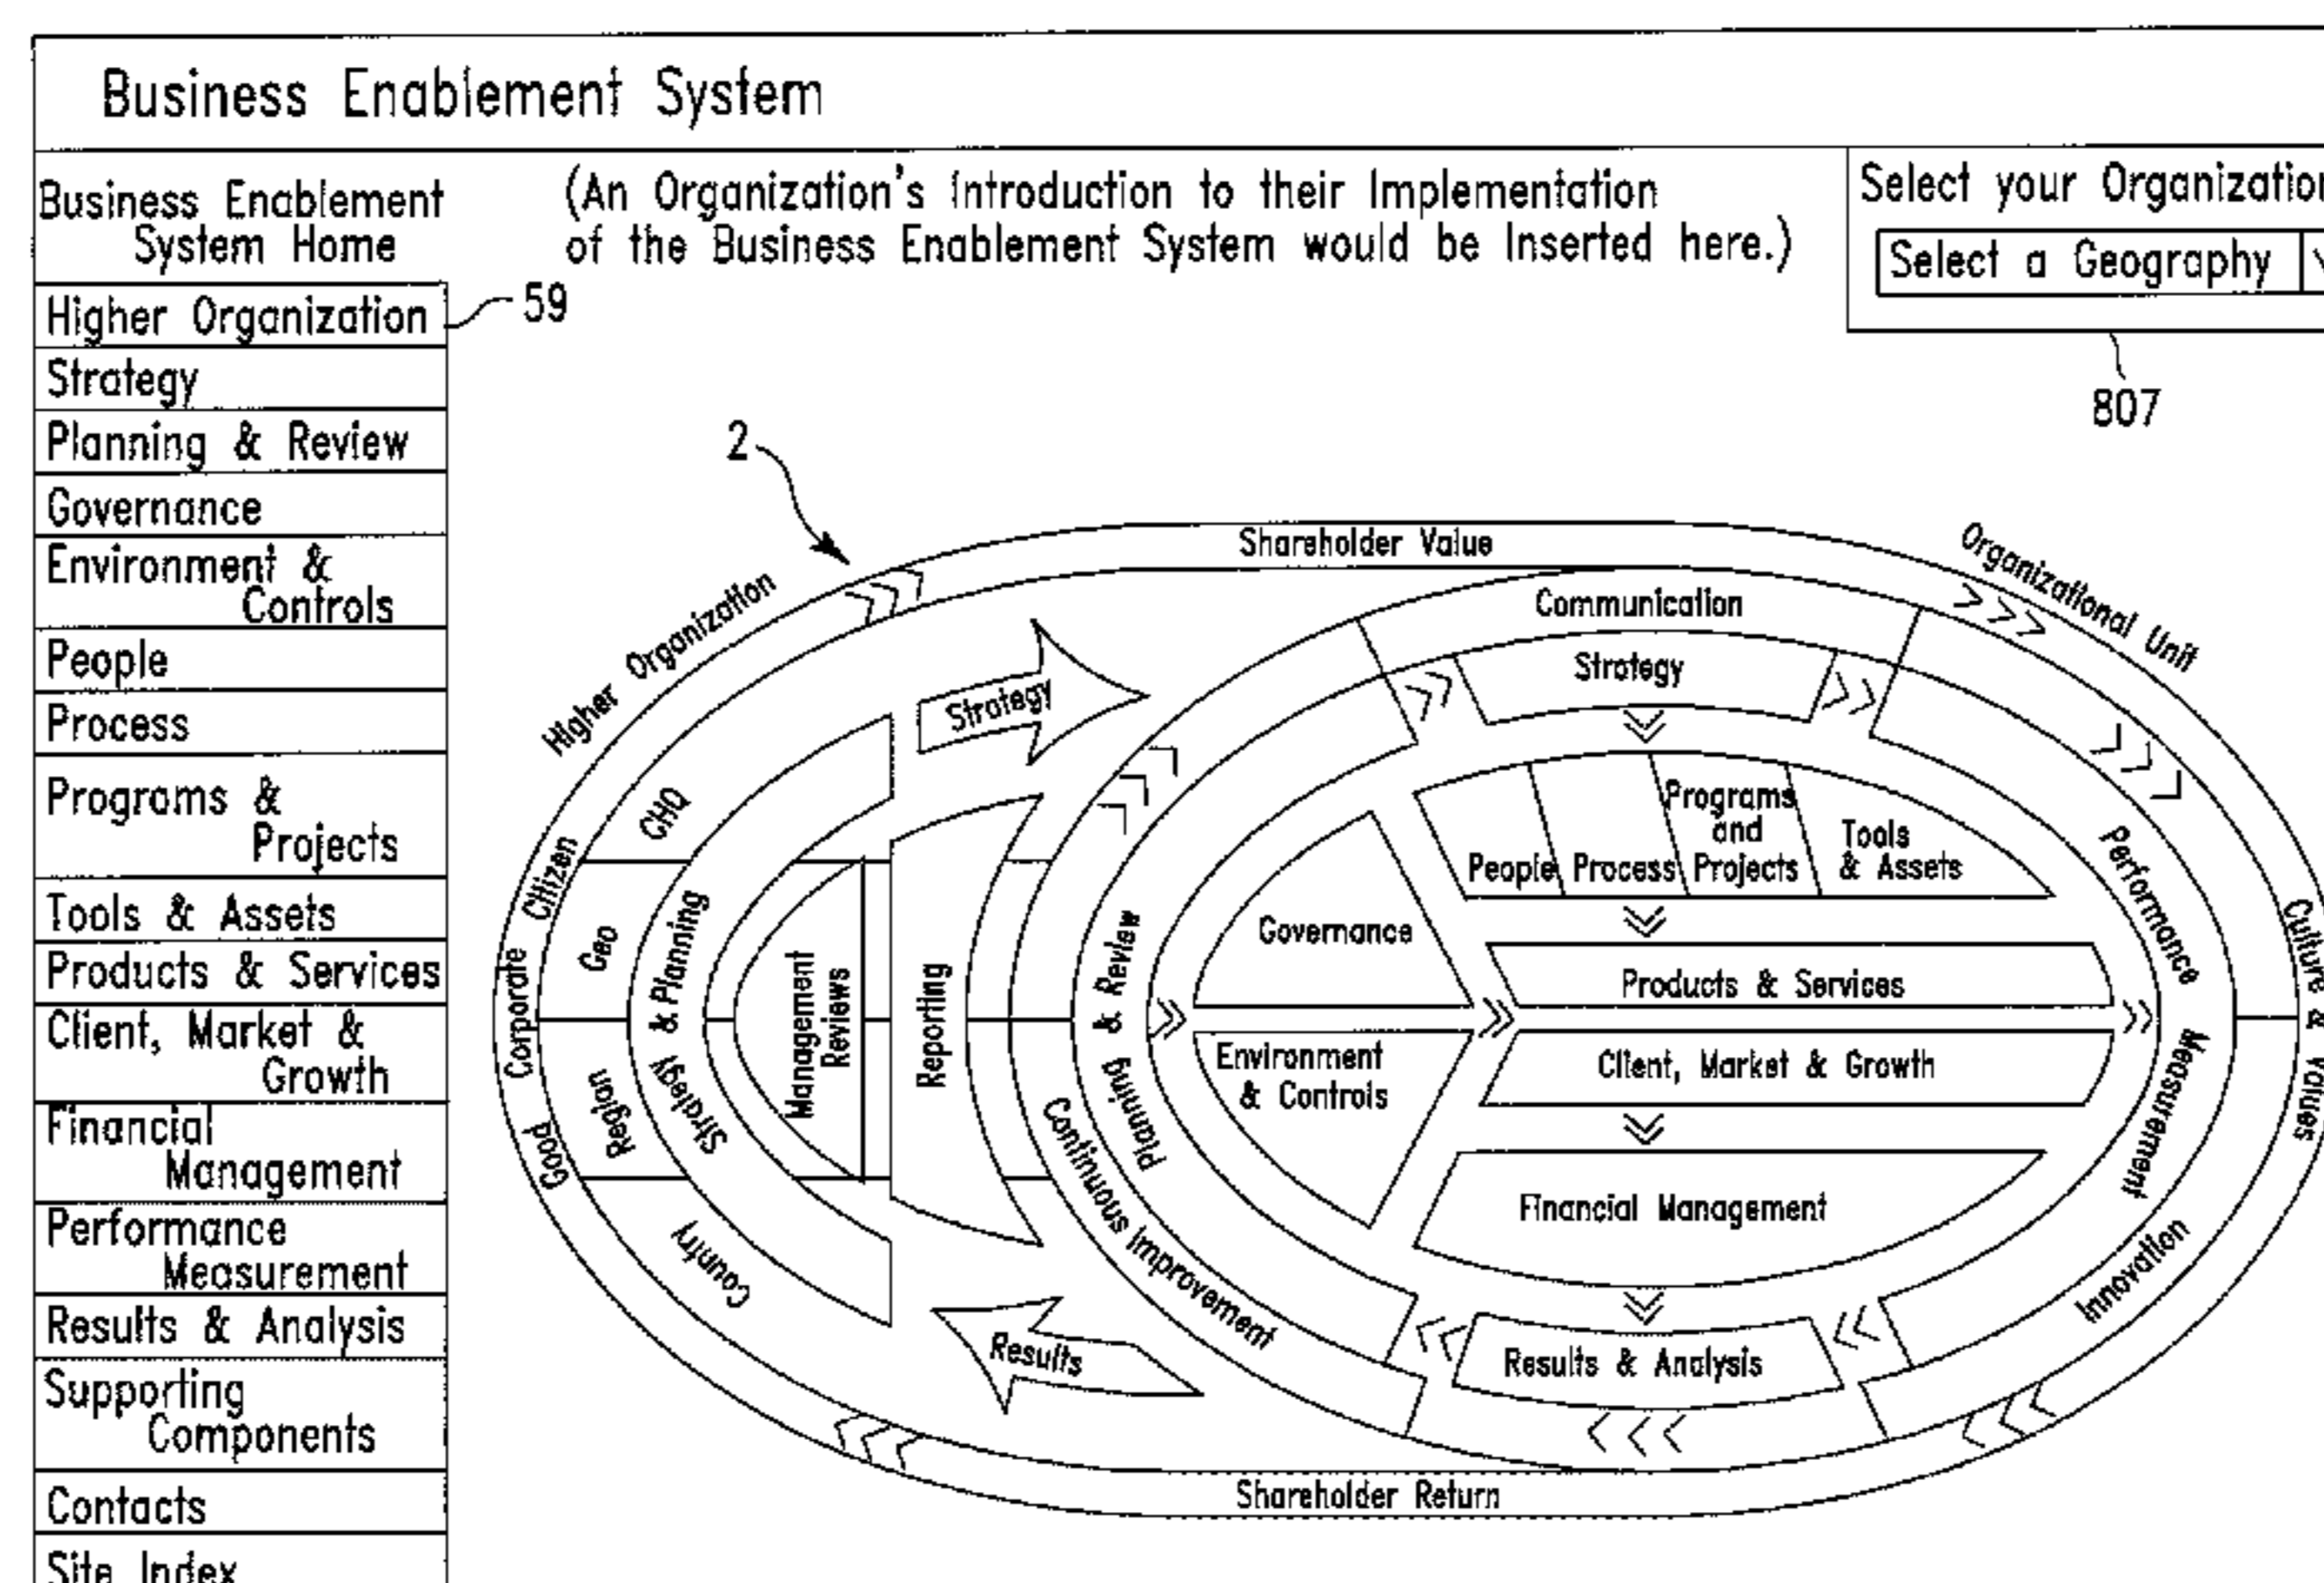 Business Enablement System
Business Enablement
System Home
(An Organization's Introduction to their Implementation
of the Business Enablement System would be Inserted here.)
Select your Organization
Select a Geography
Higher Organization
59
Strategy
Planning & Review
Governance
Environment &
Controls
People
Process
Programs &
Projects
Tools & Assets
Products & Services
Client, Market &
Growth
Financial
Management
Performance
Measurement
Results & Analysis
Supporting
Components
Contacts
Site Index
807
2
Higher Organization
Shareholder Value
Organizational Unit
Communication
Strategy
Strategy
CHQ
Geo
Region
Country
Good Corporate Citizen
Strategy & Planning
Management
Reviews
Reporting
Planning & Review
Continuous Improvement
Governance
Environment
& Controls
People
Process
Programs
and
Projects
Tools
& Assets
Products & Services
Client, Market & Growth
Financial Management
Results & Analysis
Performance Measurement
Innovation
Culture & Values
Results
Shareholder Return